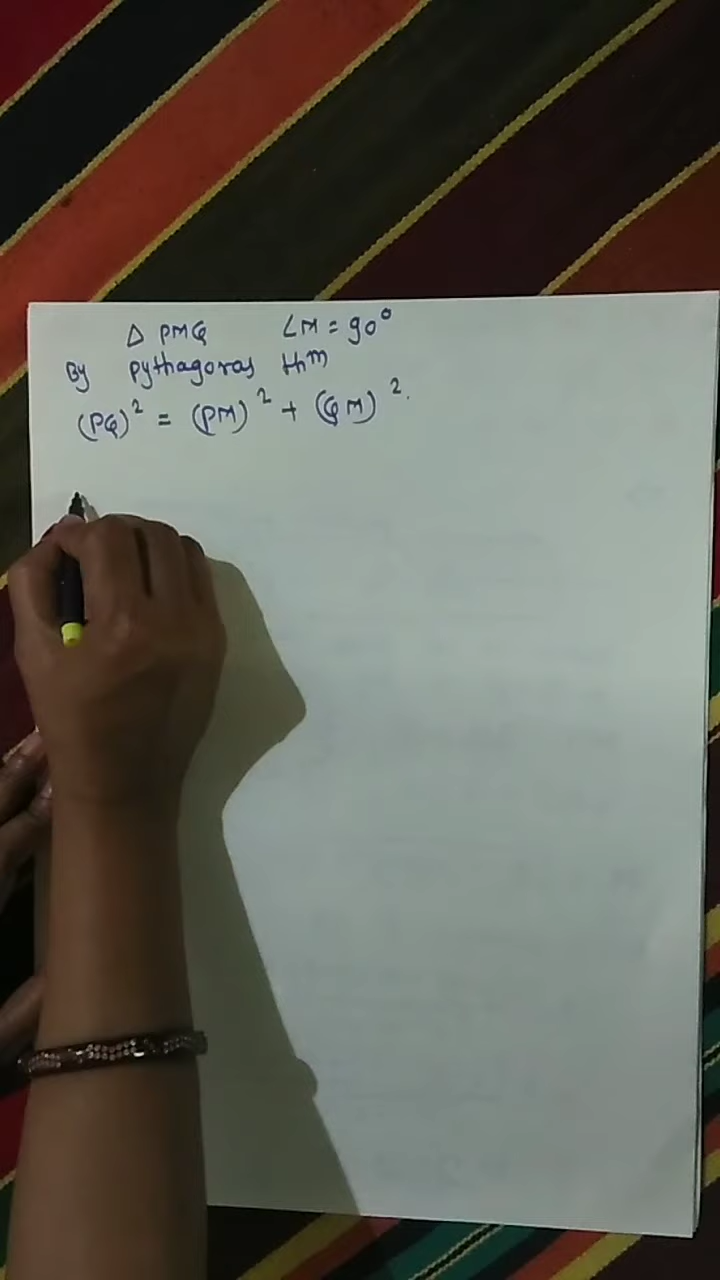 Δ PMQ ∠M = 90°
By pythagoras thm
(PQ)² = (PM)² + (QM)².